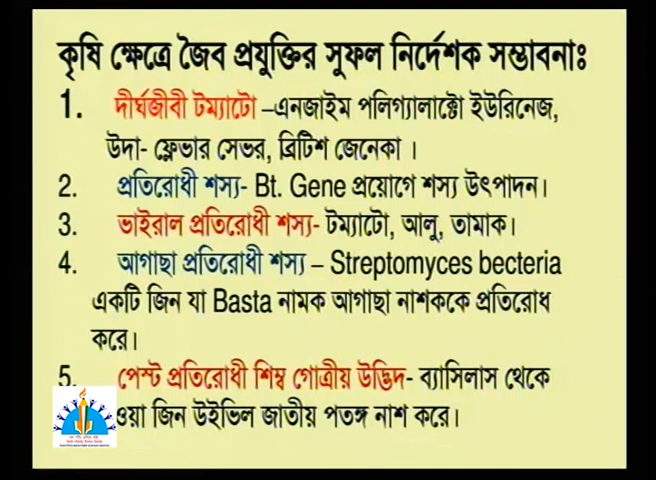 কৃষি ক্ষেত্রে জৈব প্রযুক্তির সুফল নির্দেশক সম্ভাবনাঃ
1. দীর্ঘজীবী টম্যাটো –এনজাইম পলিগ্যালাক্টো ইউরিনেজ,
উদা- ফ্লেভার সেভর, ব্রিটিশ জেনেকা ।
2. প্রতিরোধী শস্য- Bt. Gene প্রয়োগে শস্য উৎপাদন।
3. ভাইরাল প্রতিরোধী শস্য- টম্যাটো, আলু, তামাক।
4. আগাছা প্রতিরোধী শস্য – Streptomyces becteria
একটি জিন যা Basta নামক আগাছা নাশককে প্রতিরোধ
করে।
5. পেস্ট প্রতিরোধী শিম্ব গোত্রীয় উদ্ভিদ- ব্যাসিলাস থেকে
ওয়া জিন উইভিল জাতীয় পতঙ্গ নাশ করে।